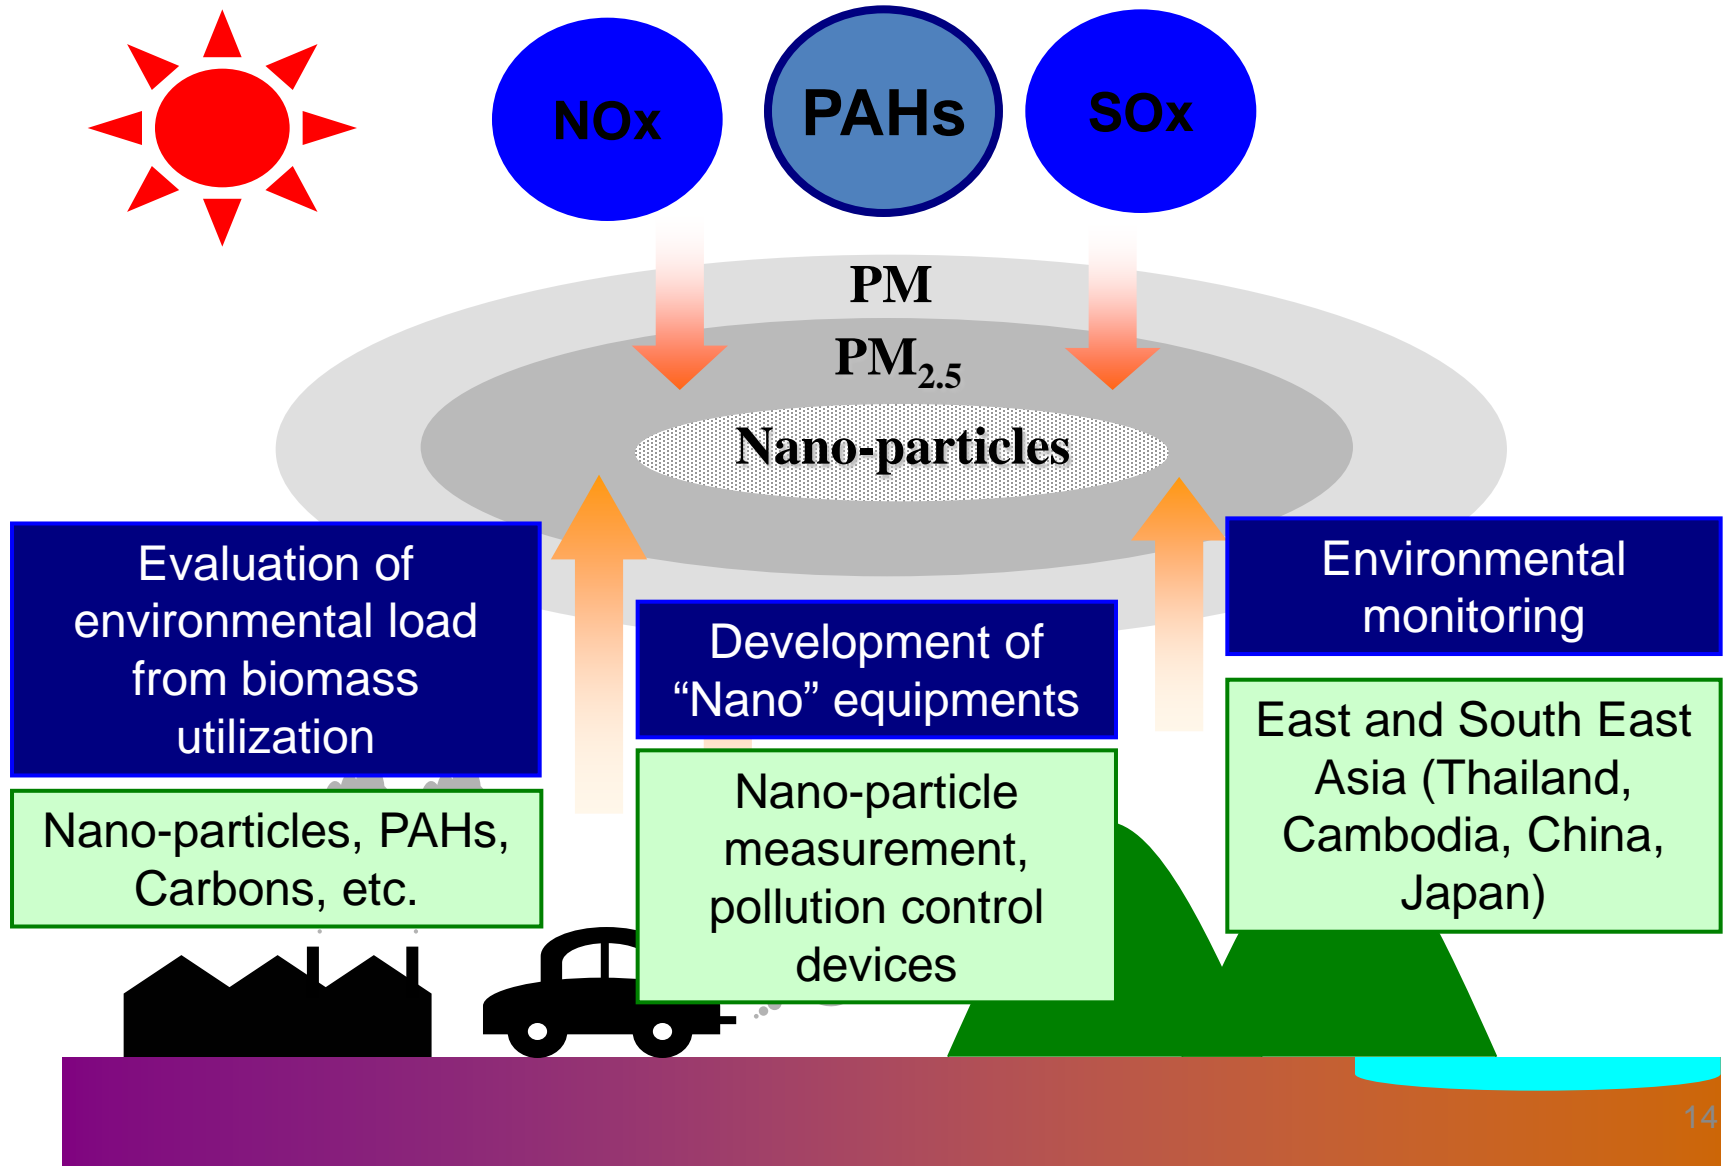 NOx
PAHs
SOx
PM
PM2.5
Nano-particles
Evaluation of
environmental load
from biomass
utilization
Nano-particles, PAHs,
Carbons, etc.
Development of
“Nano” equipments
Nano-particle
measurement,
pollution control
devices
Environmental
monitoring
East and South East
Asia (Thailand,
Cambodia, China,
Japan)
14